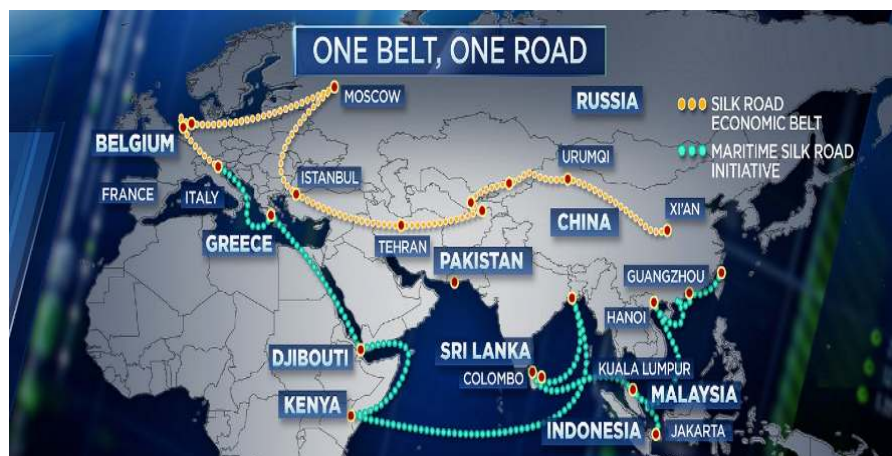 ONE BELT, ONE ROAD
MOSCOW
RUSSIA
SILK ROAD
ECONOMIC BELT
MARITIME SILK ROAD
INITIATIVE
BELGIUM
URUMQI
ISTANBUL
FRANCE
ITALY
XI'AN
CHINA
GREECE
TEHRAN
PAKISTAN
GUANGZHOU
HANOI
DJIBOUTI
SRI LANKA
COLOMBO
KUALA LUMPUR
MALAYSIA
KENYA
INDONESIA
JAKARTA